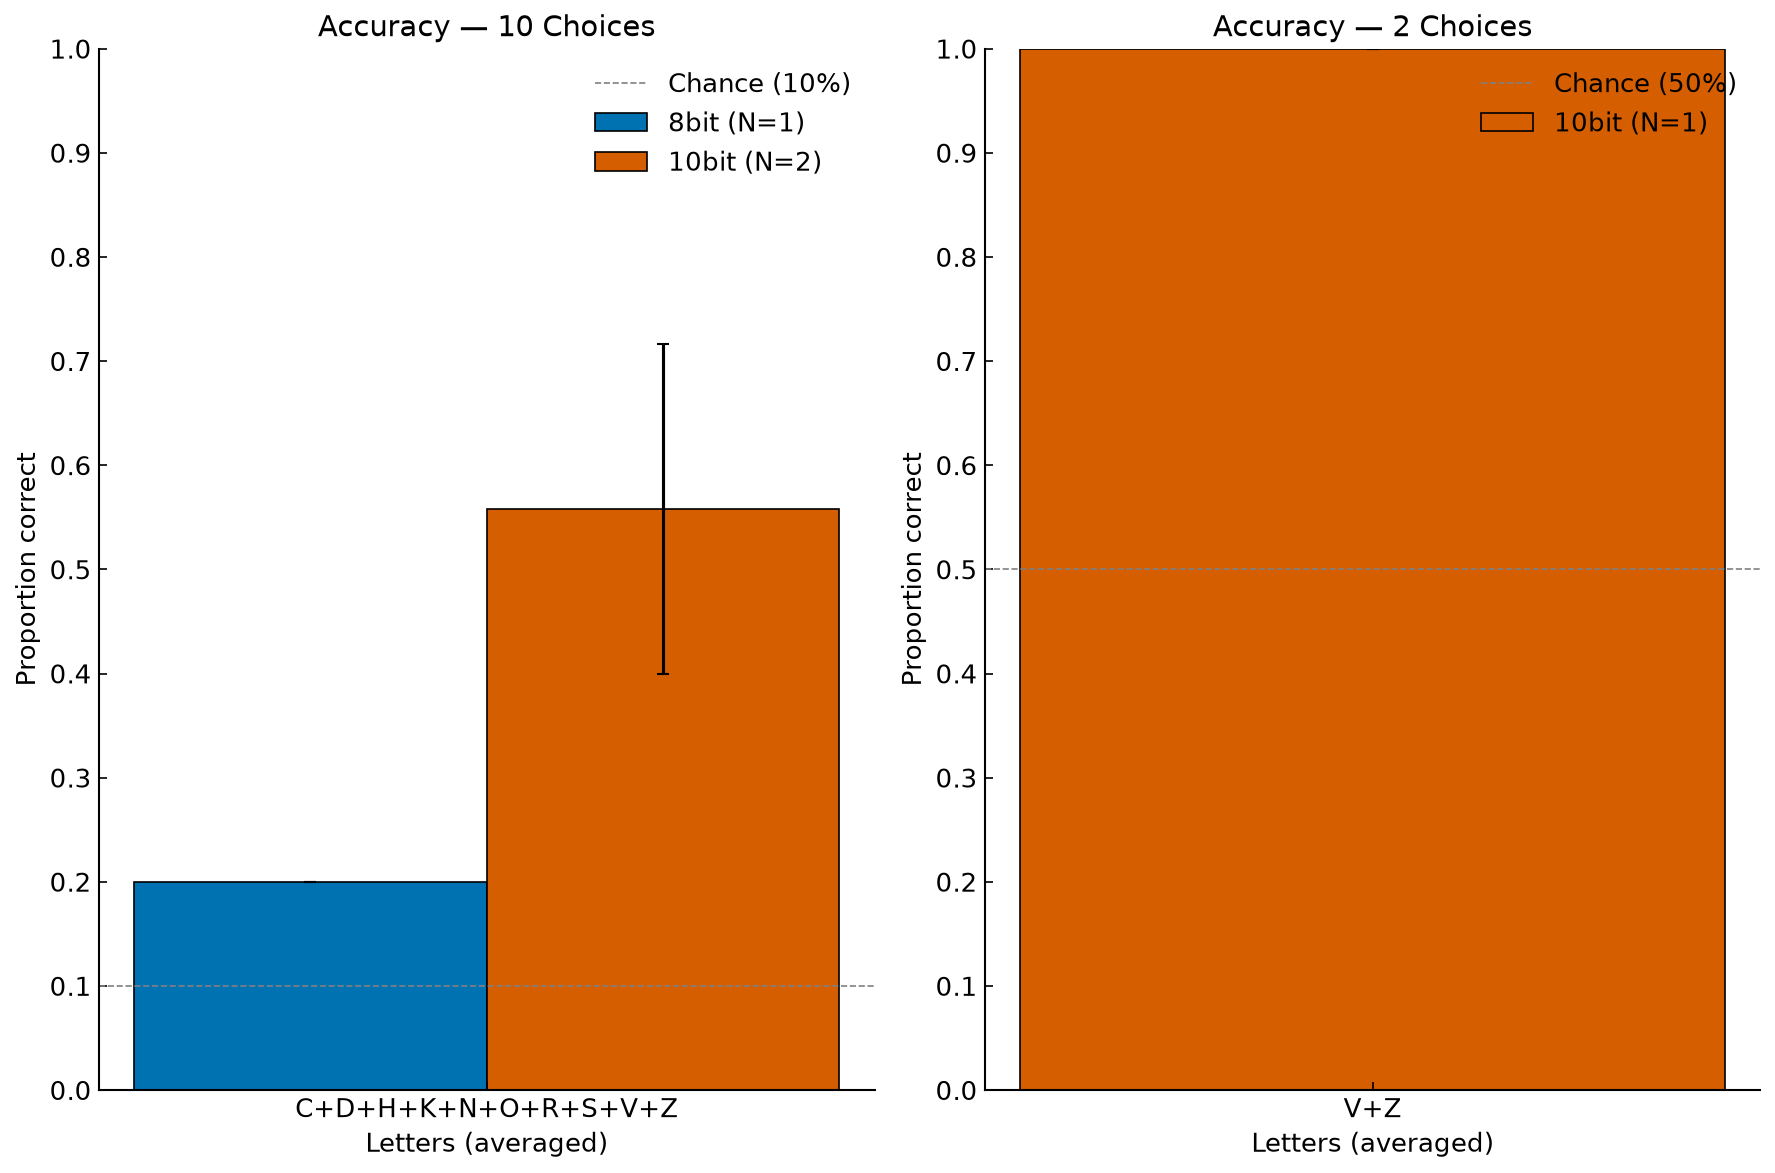 Accuracy — 10 Choices
Chance (10%)
8bit (N=1)
10bit (N=2)
Proportion correct
1.0
0.9
0.8
0.7
0.6
0.5
0.4
0.3
0.2
0.1
0.0
C+D+H+K+N+O+R+S+V+Z
Letters (averaged)
Accuracy — 2 Choices
Chance (50%)
10bit (N=1)
Proportion correct
1.0
0.9
0.8
0.7
0.6
0.5
0.4
0.3
0.2
0.1
0.0
V+Z
Letters (averaged)